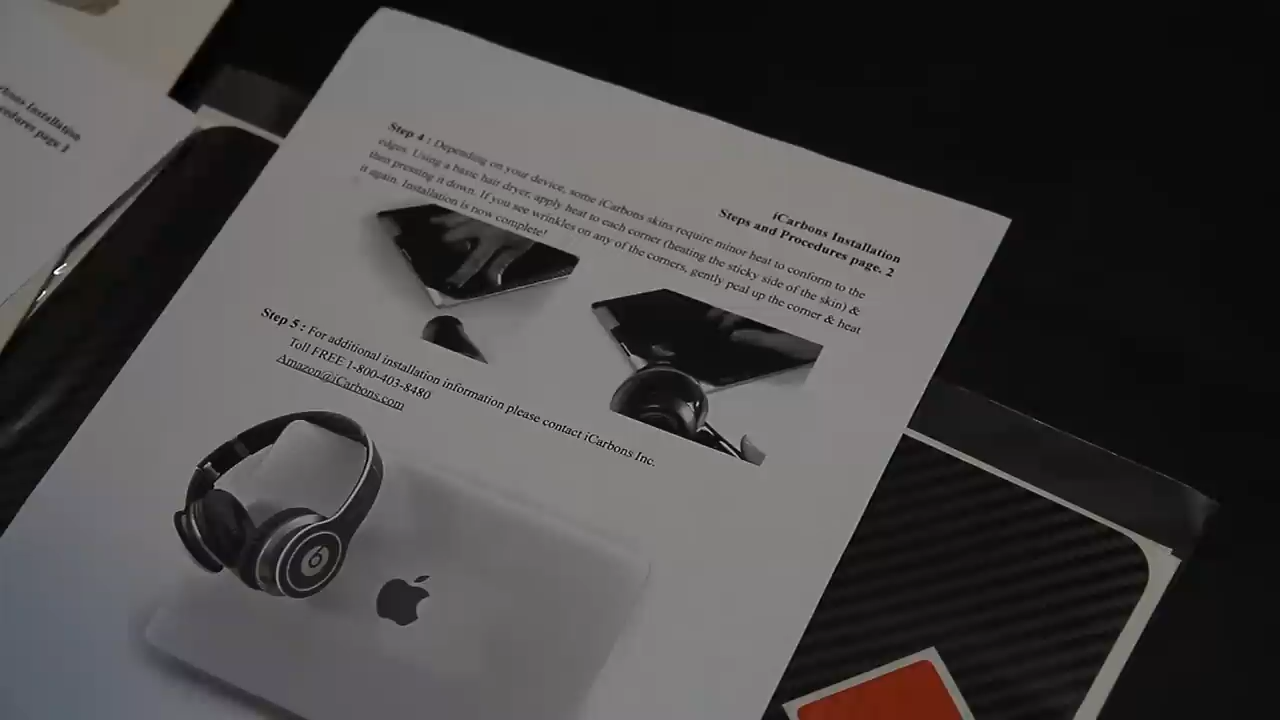 rbons Installation
cedures page 1
iCarbons Installation
Steps and Procedures page. 2
Step 4 : Depending on your device, some iCarbons skins require minor heat to conform to the
edges. Using a basic hair dryer, apply heat to each corner (heating the sticky side of the skin) &
then pressing it down. If you see wrinkles on any of the corners, gently peal up the corner & heat
it again. Installation is now complete!
Step 5 : For additional installation information please contact iCarbons Inc.
Toll FREE 1-800-403-8480
Amazon@iCarbons.com
b